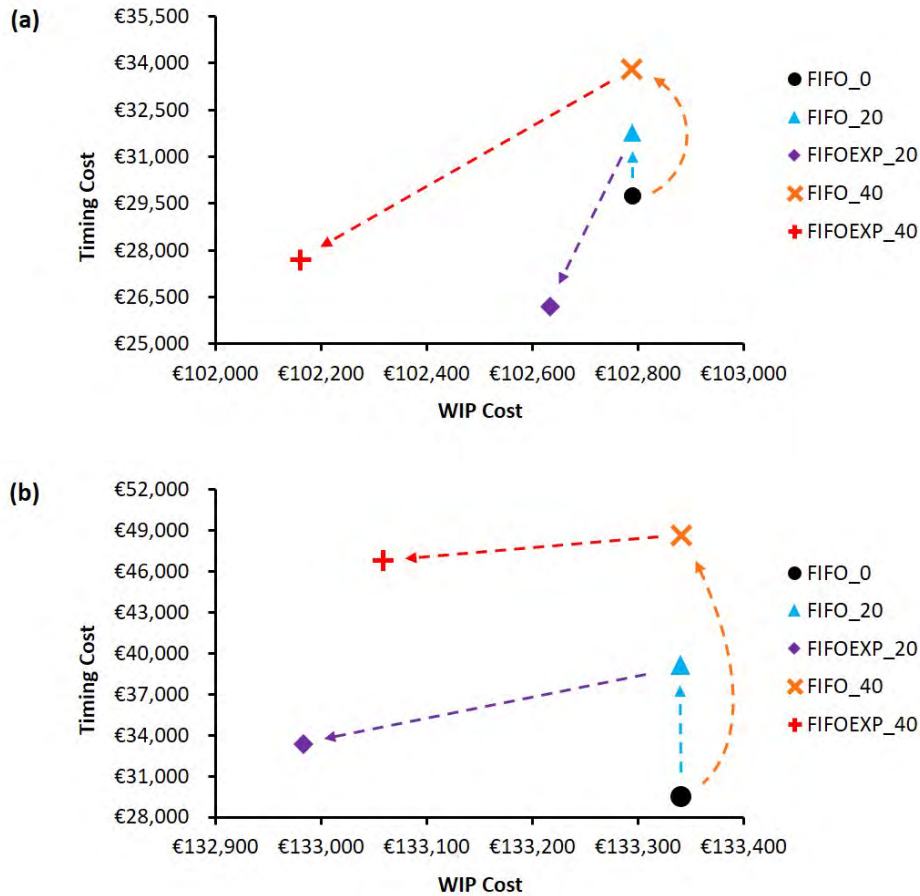 (a)
€35,500
€34,000
€32,500
€31,000
€29,500
€28,000
€26,500
€25,000
Timing Cost
€102,000 €102,200 €102,400 €102,600 €102,800 €103,000
WIP Cost
FIFO_0
FIFO_20
FIFOEXP_20
FIFO_40
FIFOEXP_40
(b)
€52,000
€49,000
€46,000
€43,000
€40,000
€37,000
€34,000
€31,000
€28,000
Timing Cost
€132,900 €133,000 €133,100 €133,200 €133,300 €133,400
WIP Cost
FIFO_0
FIFO_20
FIFOEXP_20
FIFO_40
FIFOEXP_40